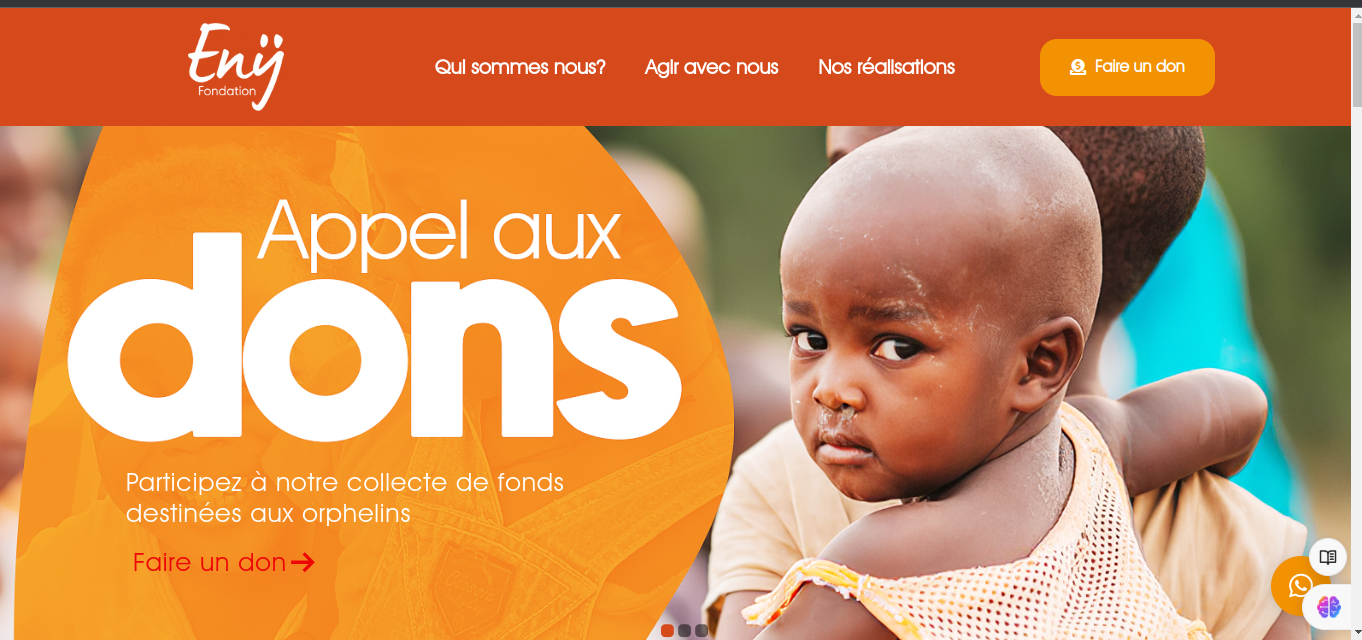 Enÿ
Fondation
Qui sommes nous?
Agir avec nous
Nos réalisations
Faire un don
Appel aux
dons
Participez à notre collecte de fonds
destinées aux orphelins
Faire un don